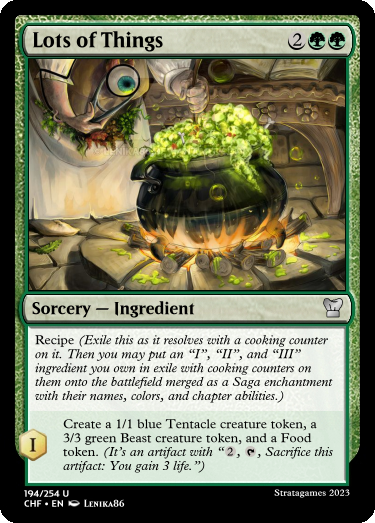 Lots of Things 2
Sorcery — Ingredient
Recipe (Exile this as it resolves with a cooking counter
on it. Then you may put an “I”, “II”, and “III”
ingredient you own in exile with cooking counters on
them onto the battlefield merged as a Saga enchantment
with their names, colors, and chapter abilities.)
I
Create a 1/1 blue Tentacle creature token, a
3/3 green Beast creature token, and a Food
token. (It’s an artifact with “2, , Sacrifice this
artifact: You gain 3 life.”)
194/254 U
Stratagames 2023
CHF • EN Lenika86